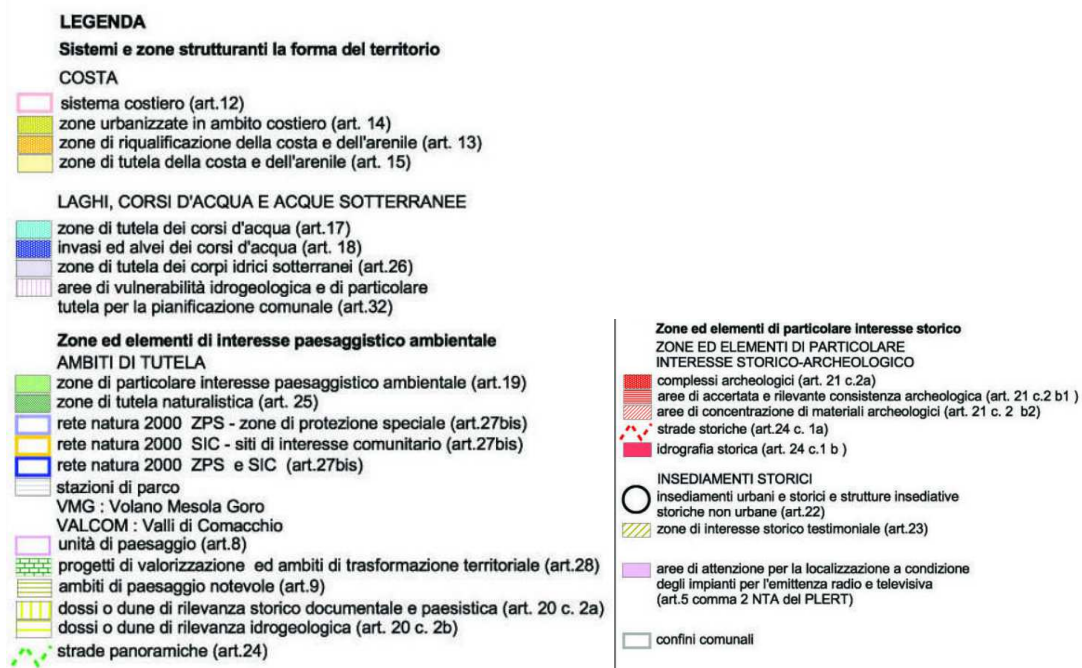 LEGENDA
Sistemi e zone strutturanti la forma del territorio
COSTA
sistema costiero (art.12)
zone urbanizzate in ambito costiero (art. 14)
zone di riqualificazione della costa e dell'arenile (art. 13)
zone di tutela della costa e dell'arenile (art. 15)
LAGHI, CORSI D'ACQUA E ACQUE SOTTERRANEE
zone di tutela dei corsi d'acqua (art.17)
invasi ed alvei dei corsi d'acqua (art. 18)
zone di tutela dei corpi idrici sotterranei (art.26)
aree di vulnerabilità idrogeologica e di particolare
tutela per la pianificazione comunale (art.32)
Zone ed elementi di interesse paesaggistico ambientale
AMBITI DI TUTELA
zone di particolare interesse paesaggistico ambientale (art.19)
zone di tutela naturalistica (art. 25)
rete natura 2000 ZPS - zone di protezione speciale (art.27bis)
rete natura 2000 SIC - siti di interesse comunitario (art.27bis)
rete natura 2000 ZPS e SIC (art.27bis)
stazioni di parco
VMG : Volano Mesola Goro
VALCOM : Valli di Comacchio
unità di paesaggio (art.8)
progetti di valorizzazione ed ambiti di trasformazione territoriale (art.28)
ambiti di paesaggio notevole (art.9)
dossi o dune di rilevanza storico documentale e paesistica (art. 20 c. 2a)
dossi o dune di rilevanza idrogeologica (art. 20 c. 2b)
strade panoramiche (art.24)
Zone ed elementi di particolare interesse storico
ZONE ED ELEMENTI DI PARTICOLARE
INTERESSE STORICO-ARCHEOLOGICO
complessi archeologici (art. 21 c.2a)
aree di accertata e rilevante consistenza archeologica (art. 21 c.2 b1 )
aree di concentrazione di materiali archeologici (art. 21 c. 2 b2)
strade storiche (art.24 c. 1a)
idrografia storica (art. 24 c.1 b )
INSEDIAMENTI STORICI
insediamenti urbani e storici e strutture insediative
storiche non urbane (art.22)
zone di interesse storico testimoniale (art.23)
aree di attenzione per la localizzazione a condizione
degli impianti per l'emittenza radio e televisiva
(art.5 comma 2 NTA del PLERT)
confini comunali